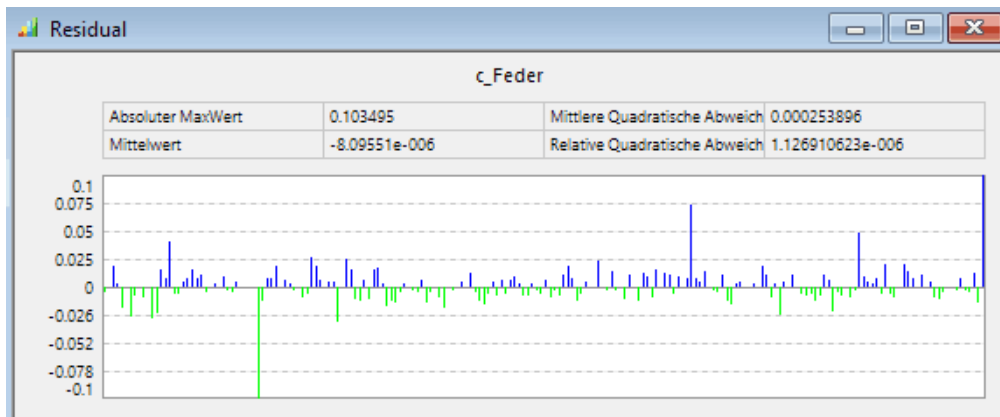 Residual
c_Feder
Absoluter MaxWert 0.103495 Mittlere Quadratische Abweich 0.000253896
Mittelwert -8.09551e-006 Relative Quadratische Abweich 1.126910623e-006
0.1
0.075
0.05
0.025
0
-0.026
-0.052
-0.078
-0.1